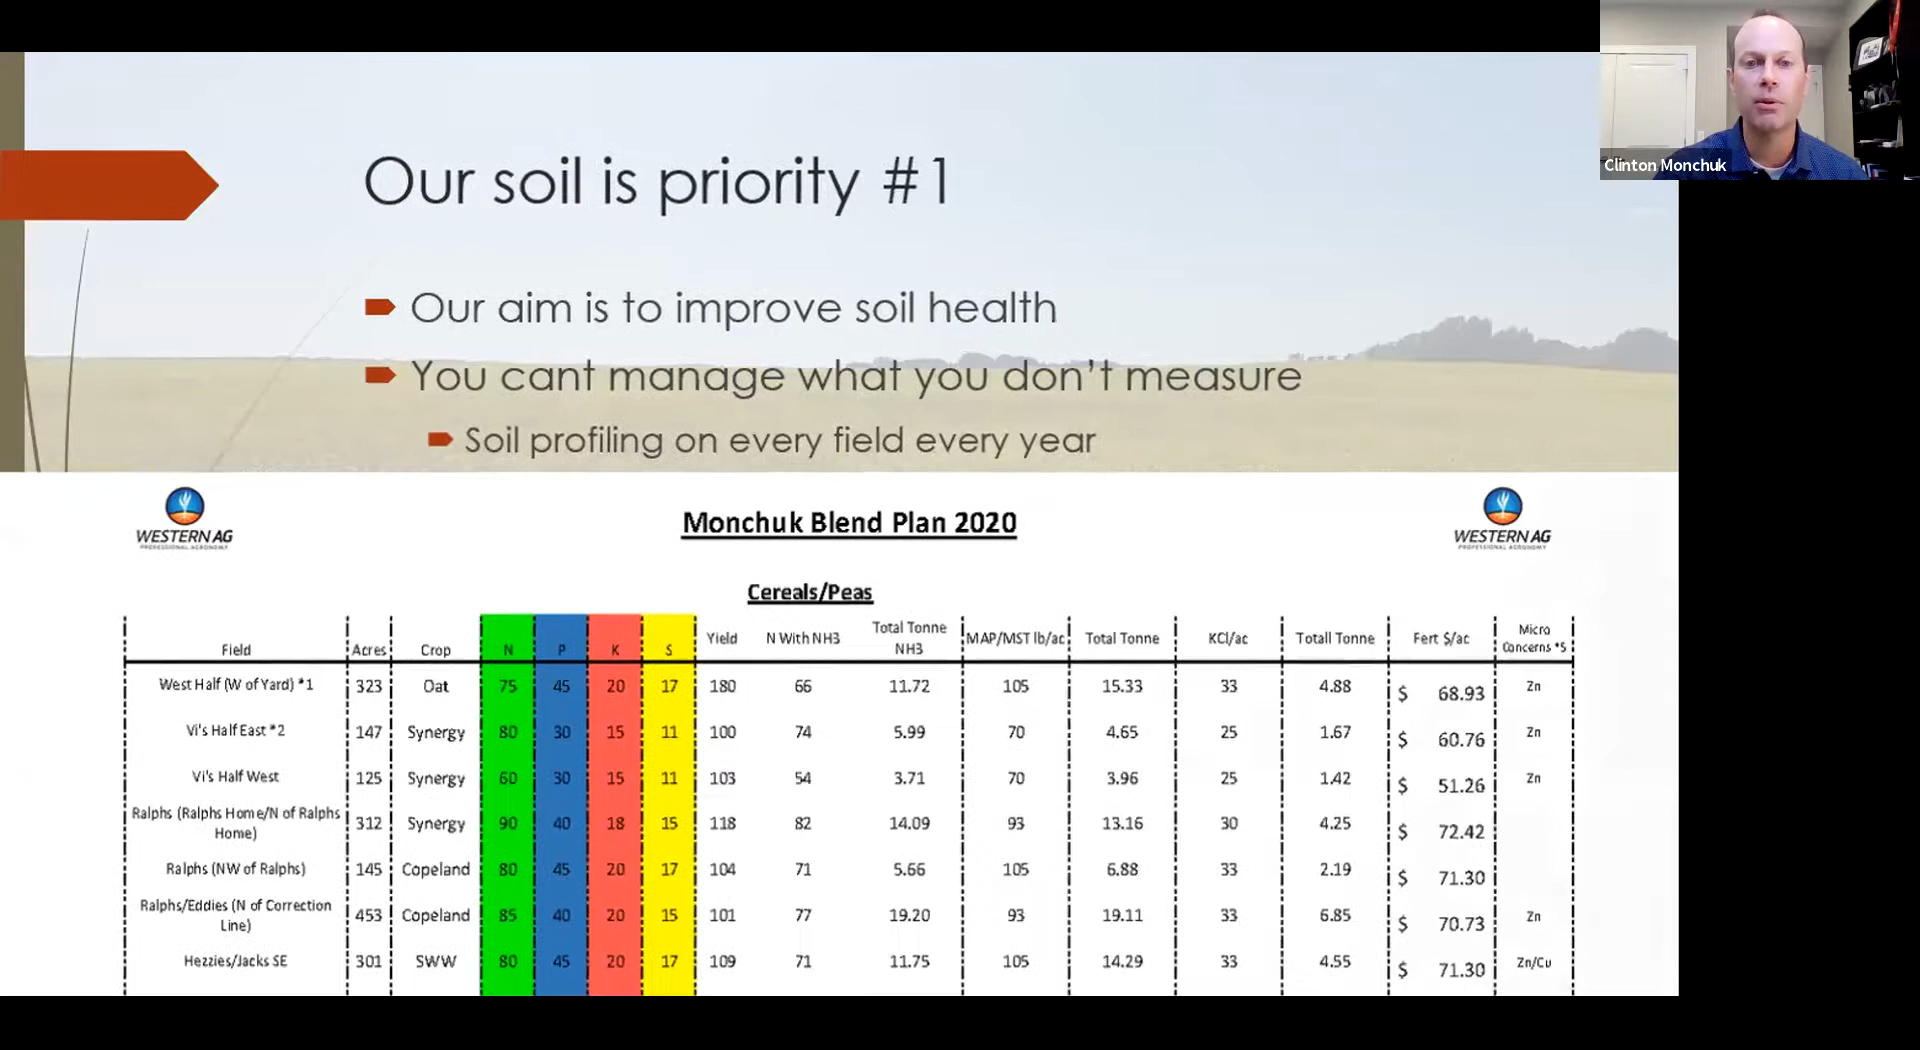 Clinton Monchuk
Our soil is priority #1
Our aim is to improve soil health
You cant manage what you don't measure
Soil profiling on every field every year
WESTERN AG
PROFESSIONAL AGRONOMY
Monchuk Blend Plan 2020
WESTERN AG
PROFESSIONAL AGRONOMY
Cereals/Peas
Field Acres Crop N P K S Yield N With NH3 Total Tonne NH3 MAP/MST lb/ac Total Tonne KCl/ac Totall Tonne Fert $/ac Micro Concerns *5
West Half (W of Yard) *1 323 Oat 75 45 20 17 180 66 11.72 105 15.33 33 4.88 $ 68.93 Zn
Vi's Half East *2 147 Synergy 80 30 15 11 100 74 5.99 70 4.65 25 1.67 $ 60.76 Zn
Vi's Half West 125 Synergy 60 30 15 11 103 54 3.71 70 3.96 25 1.42 $ 51.26 Zn
Ralphs (Ralphs Home/N of Ralphs Home) 312 Synergy 90 40 18 15 118 82 14.09 93 13.16 30 4.25 $ 72.42
Ralphs (NW of Ralphs) 145 Copeland 80 45 20 17 104 71 5.66 105 6.88 33 2.19 $ 71.30
Ralphs/Eddies (N of Correction Line) 453 Copeland 85 40 20 15 101 77 19.20 93 19.11 33 6.85 $ 70.73 Zn
Hezzies/Jacks SE 301 SWW 80 45 20 17 109 71 11.75 105 14.29 33 4.55 $ 71.30 Zn/Cu